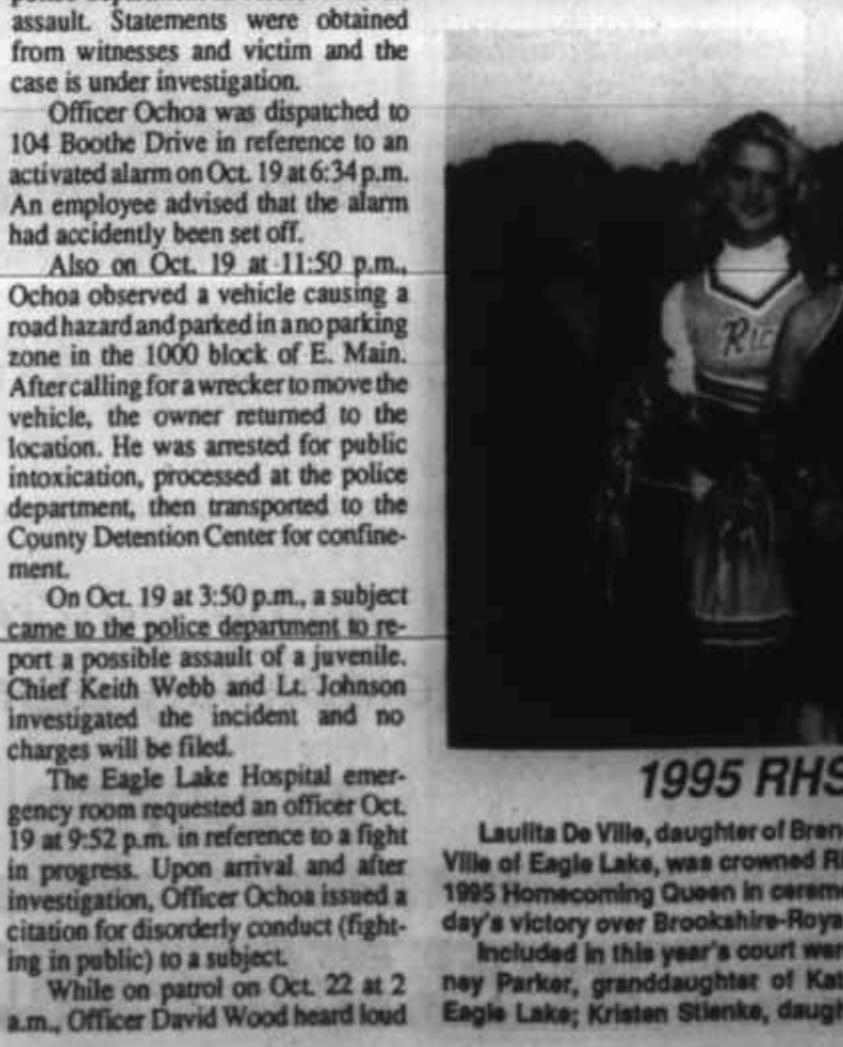 assault. Statements were obtained
from witnesses and victim and the
case is under investigation.
Officer Ochoa was dispatched to
104 Boothe Drive in reference to an
activated alarm on Oct. 19 at 6:34 p.m.
An employee advised that the alarm
had accidently been set off.
Also on Oct. 19 at 11:50 p.m.,
Ochoa observed a vehicle causing a
road hazard and parked in a no parking
zone in the 1000 block of E. Main.
After calling for a wrecker to move the
vehicle, the owner returned to the
location. He was arrested for public
intoxication, processed at the police
department, then transported to the
County Detention Center for confine-
ment.
On Oct. 19 at 3:50 p.m., a subject
came to the police department to re-
port a possible assault of a juvenile.
Chief Keith Webb and Lt. Johnson
investigated the incident and no
charges will be filed.
The Eagle Lake Hospital emer-
gency room requested an officer Oct.
19 at 9:52 p.m. in reference to a fight
in progress. Upon arrival and after
investigation, Officer Ochoa issued a
citation for disorderly conduct (fight-
ing in public) to a subject.
While on patrol on Oct. 22 at 2
a.m., Officer David Wood heard loud
Ric
1995 RHS
Laulita De Ville, daughter of Bren
Ville of Eagle Lake, was crowned R
1995 Homecoming Queen in cerem
day's victory over Brookshire-Roya
Included in this year's court wer
ney Parker, granddaughter of Kat
Eagle Lake; Kristen Stienke, daugh